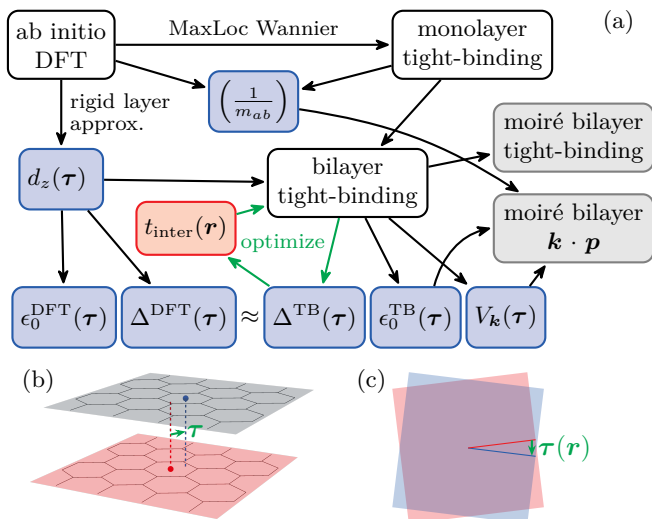 (a)
ab initio
DFT
MaxLoc Wannier
monolayer
tight-binding
rigid layer
approx.
(1/m_ab)
moiré bilayer
tight-binding
d_z(τ)
bilayer
tight-binding
t_inter(r)
optimize
moiré bilayer
k · p
ϵ_0^DFT(τ)
Δ^DFT(τ)
≈
Δ^TB(τ)
ϵ_0^TB(τ)
V_k(τ)
(b)
τ
(c)
τ(r)